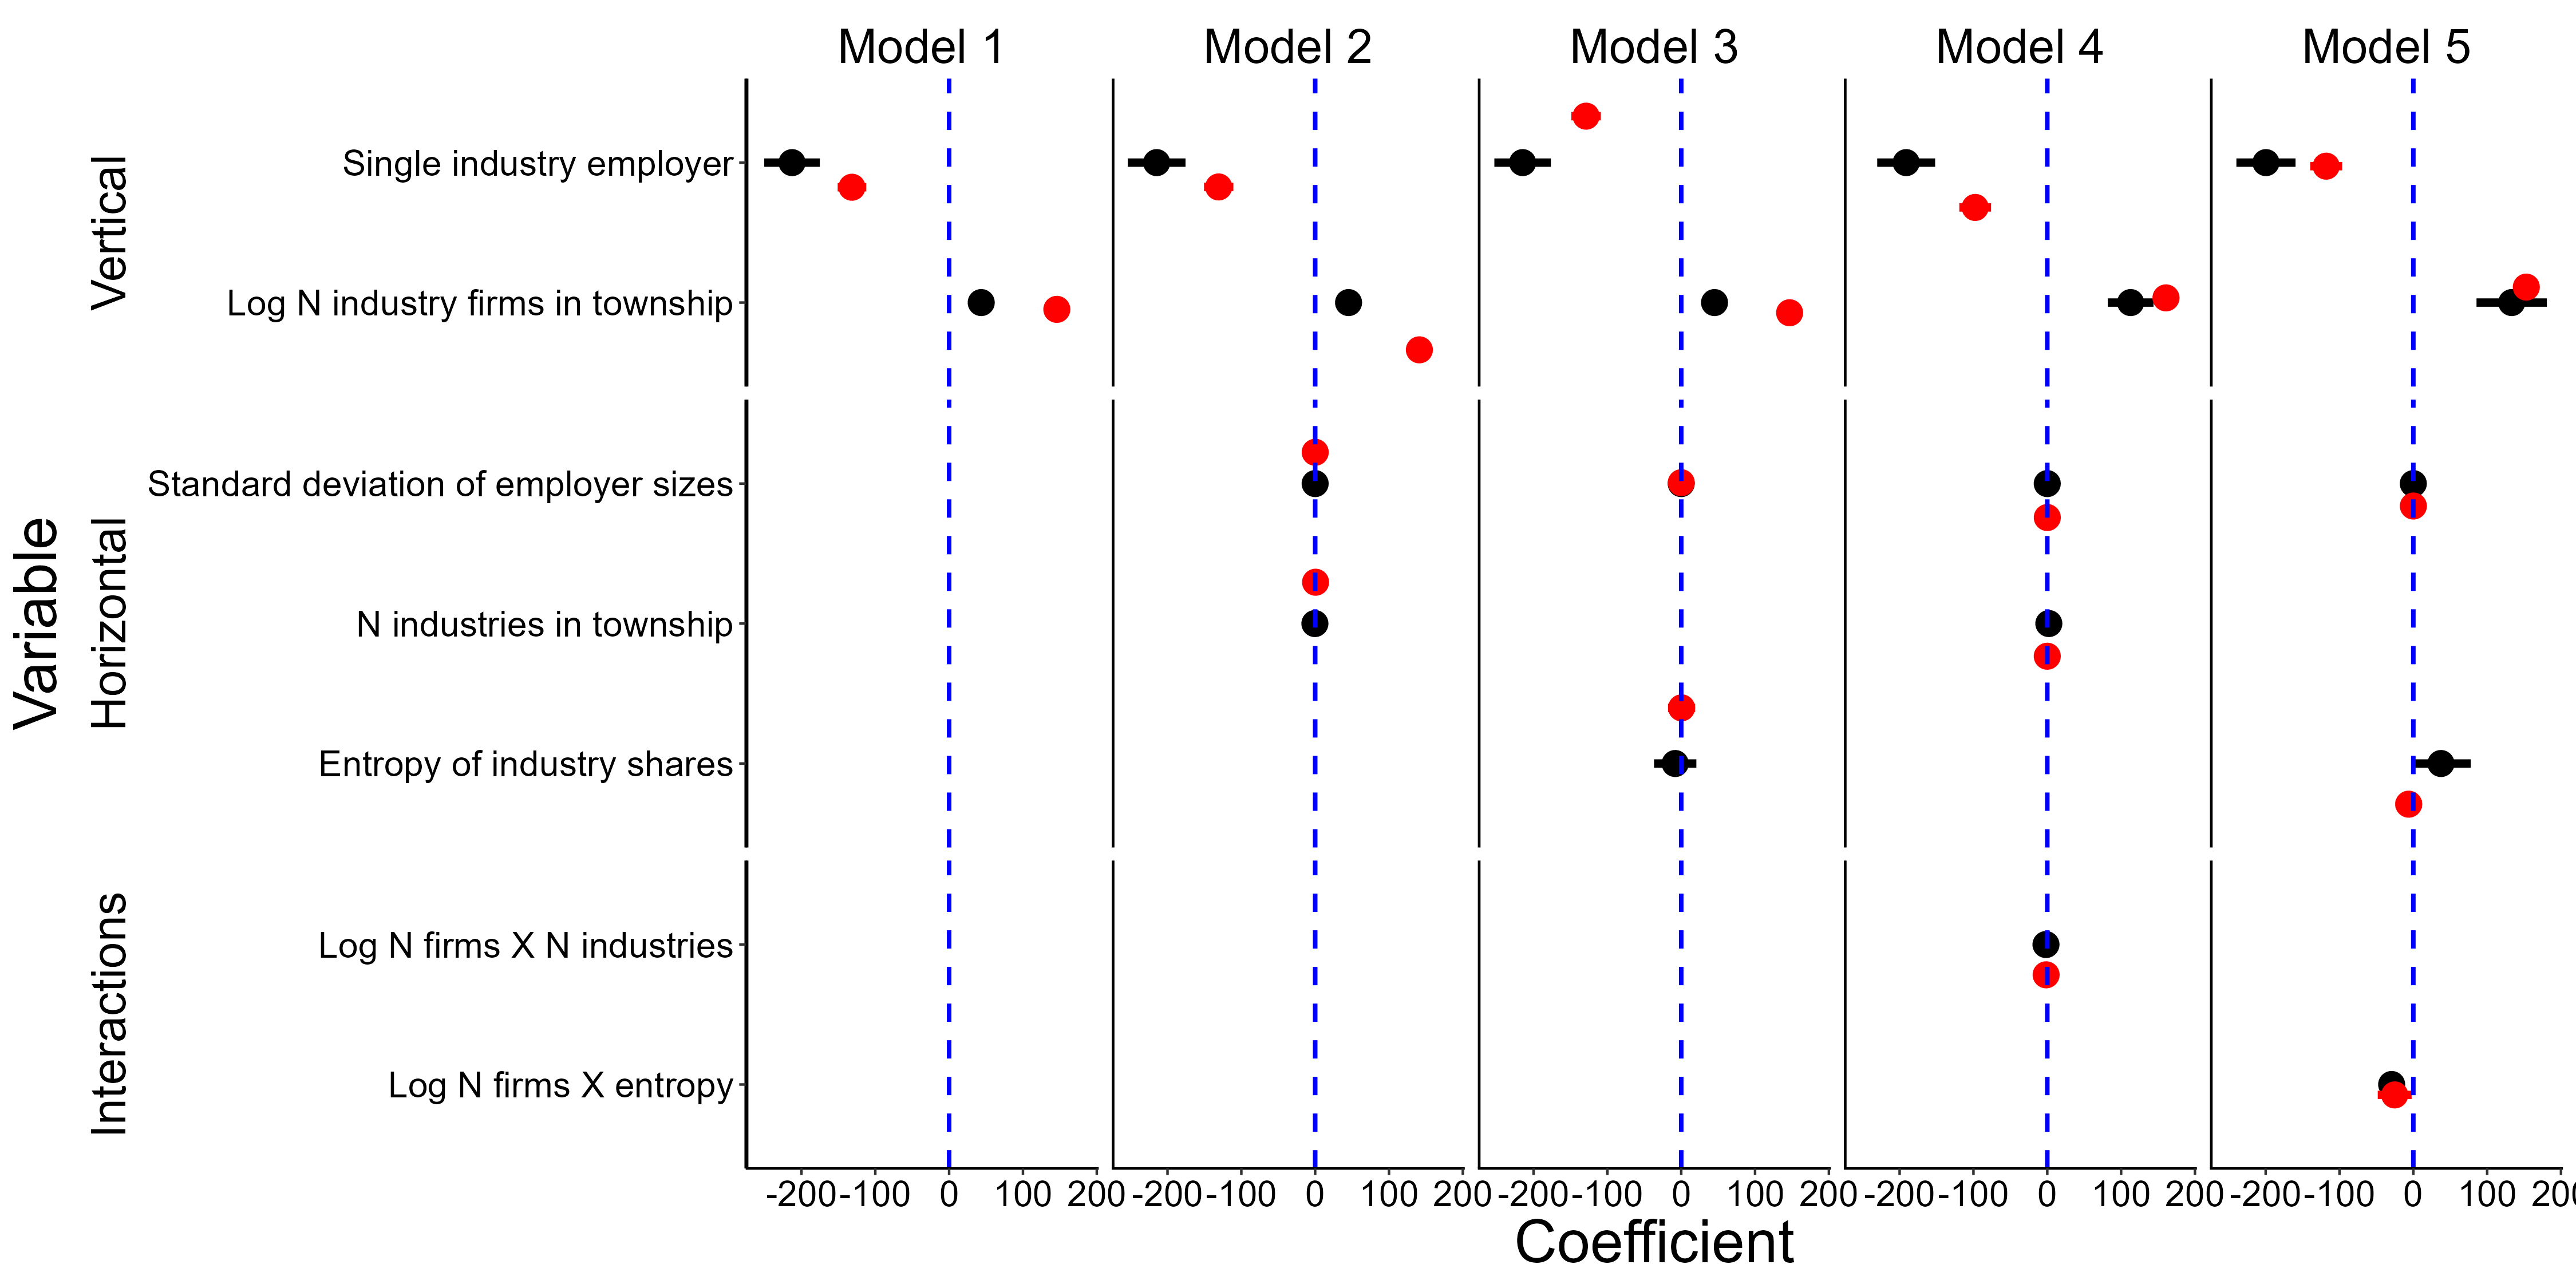 Model 1 Model 2 Model 3 Model 4 Model 5
Variable
Vertical
Single industry employer
Log N industry firms in township
Horizontal
Standard deviation of employer sizes
N industries in township
Entropy of industry shares
Interactions
Log N firms X N industries
Log N firms X entropy
-200 -100 0 100 200 -200 -100 0 100 200 -200 -100 0 100 200 -200 -100 0 100 200 -200 -100 0 100 200
Coefficient